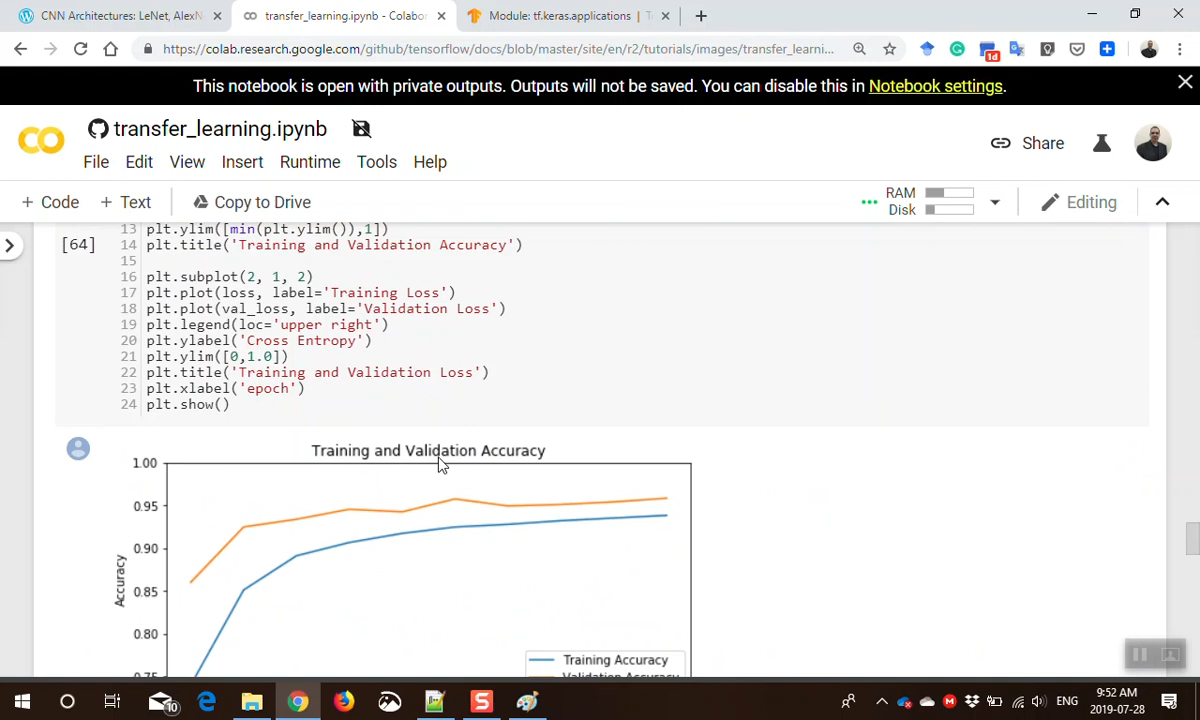 CNN Architectures: LeNet, AlexN
transfer_learning.ipynb - Colabor
Module: tf.keras.applications | T
https://colab.research.google.com/github/tensorflow/docs/blob/master/site/en/r2/tutorials/images/transfer_learni...
1d
This notebook is open with private outputs. Outputs will not be saved. You can disable this in Notebook settings.
transfer_learning.ipynb
Share
File Edit View Insert Runtime Tools Help
+ Code + Text Copy to Drive
RAM
Disk
Editing
13 plt.ylim([min(plt.ylim()),1])
[64] 14 plt.title('Training and Validation Accuracy')
15
16 plt.subplot(2, 1, 2)
17 plt.plot(loss, label='Training Loss')
18 plt.plot(val_loss, label='Validation Loss')
19 plt.legend(loc='upper right')
20 plt.ylabel('Cross Entropy')
21 plt.ylim([0,1.0])
22 plt.title('Training and Validation Loss')
23 plt.xlabel('epoch')
24 plt.show()
Training and Validation Accuracy
1.00
0.95
0.90
0.85
0.80
0.75
Accuracy
Training Accuracy
Validation Accuracy
10
ENG
9:52 AM
2019-07-28